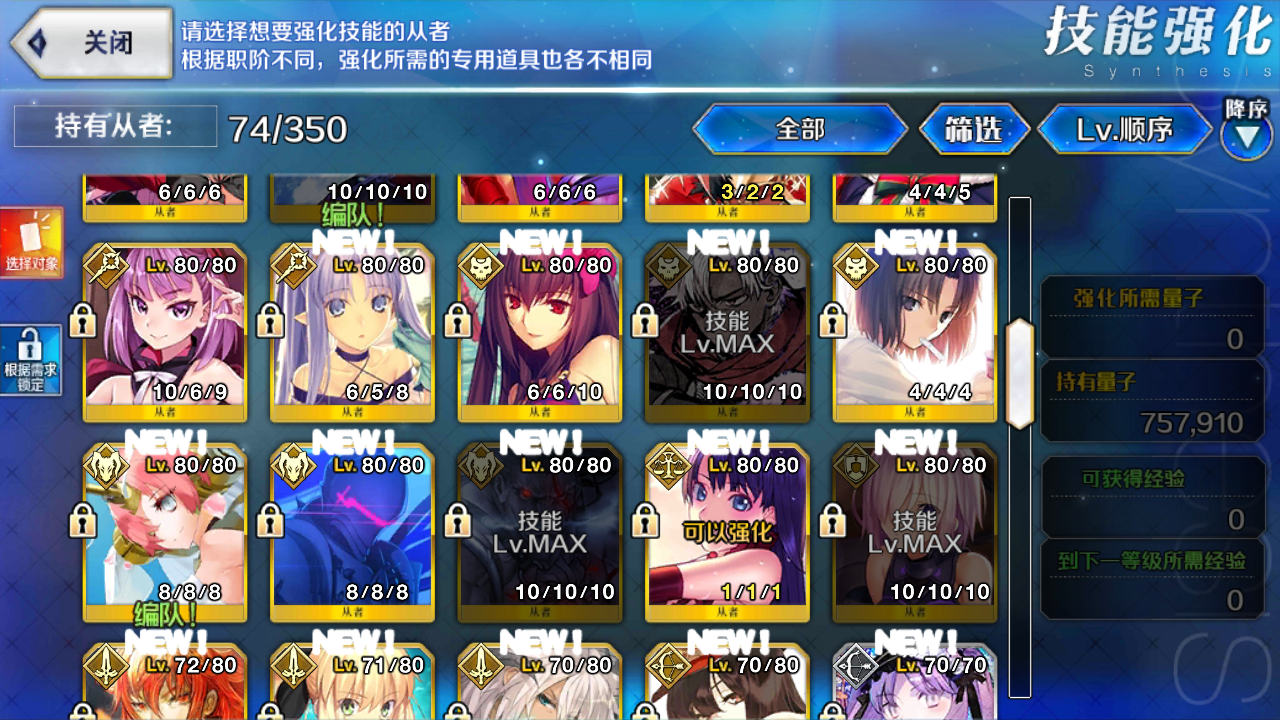 关闭
请选择想要强化技能的从者
根据职阶不同，强化所需的专用道具也各不相同
技能强化
Synthesis
持有从者:
74/350
全部
筛选
Lv.顺序
降序
6/6/6
10/10/10
6/6/6
3/2/2
4/4/5
从者
编队!
从者
从者
从者
选择对象
根据需求
锁定
NEW!
NEW!
NEW!
NEW!
Lv.80/80
Lv.80/80
Lv.80/80
Lv.80/80
Lv.80/80
技能
Lv.MAX
10/6/9
6/5/8
6/6/10
10/10/10
4/4/4
从者
从者
从者
从者
从者
NEW!
NEW!
NEW!
NEW!
NEW!
Lv.80/80
Lv.80/80
Lv.80/80
Lv.80/80
Lv.80/80
技能
Lv.MAX
可以强化
技能
Lv.MAX
8/8/8
8/8/8
10/10/10
1/1/1
10/10/10
编队!
从者
从者
从者
从者
NEW!
NEW!
NEW!
NEW!
NEW!
Lv.72/80
Lv.71/80
Lv.70/80
Lv.70/80
Lv.70/70
强化所需量子
0
持有量子
757,910
可获得经验
0
到下一等级所需经验
0